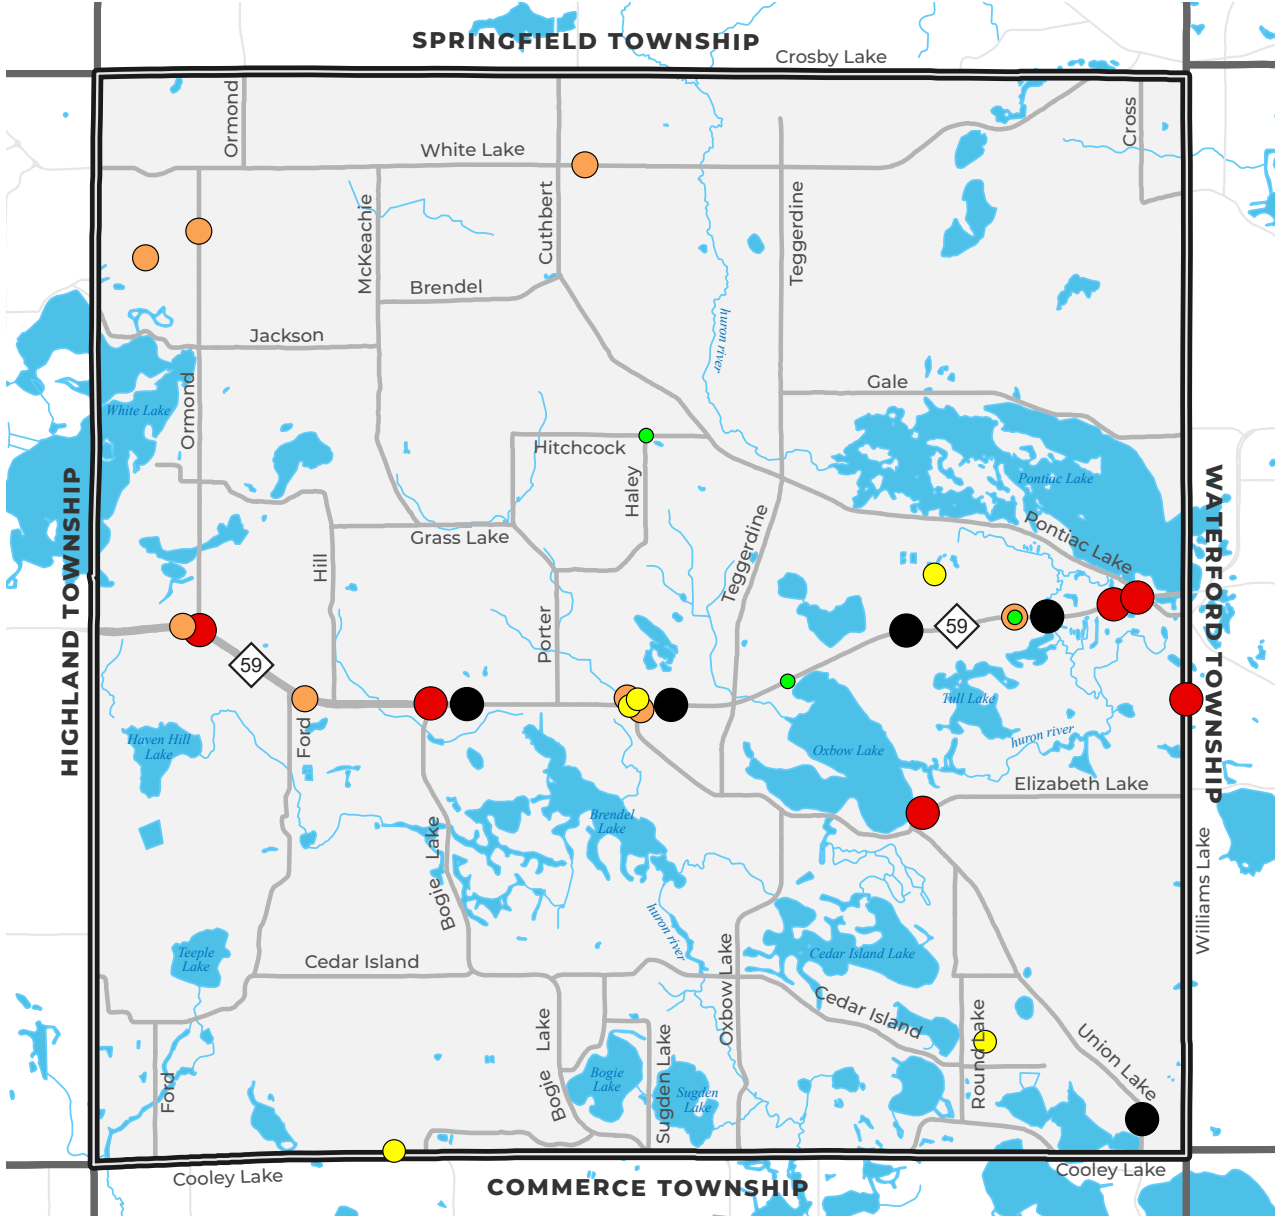 SPRINGFIELD TOWNSHIP
Crosby Lake
Ormond
Cross
White Lake
McKeachie
Cuthbert
Teggerdine
Brendel
huron river
Jackson
Gale
Ormond
White Lake
Hitchcock
Haley
Pontiac Lake
HIGHLAND TOWNSHIP
WATERFORD TOWNSHIP
Grass Lake
Pontiac Lake
Hill
Teggerdine
Porter
59
59
Tull Lake
Ford
Haven Hill
Lake
Oxbow Lake
huron river
Elizabeth Lake
Brendel
Lake
Bogie Lake
Williams Lake
huron river
Teeple
Lake
Cedar Island
Oxbow Lake
Cedar Island Lake
Cedar Island
Round Lake
Union Lake
Bogie Lake
Bogie
Lake
Sugden Lake
Sugden
Lake
Ford
Cooley Lake
Cooley Lake
COMMERCE TOWNSHIP